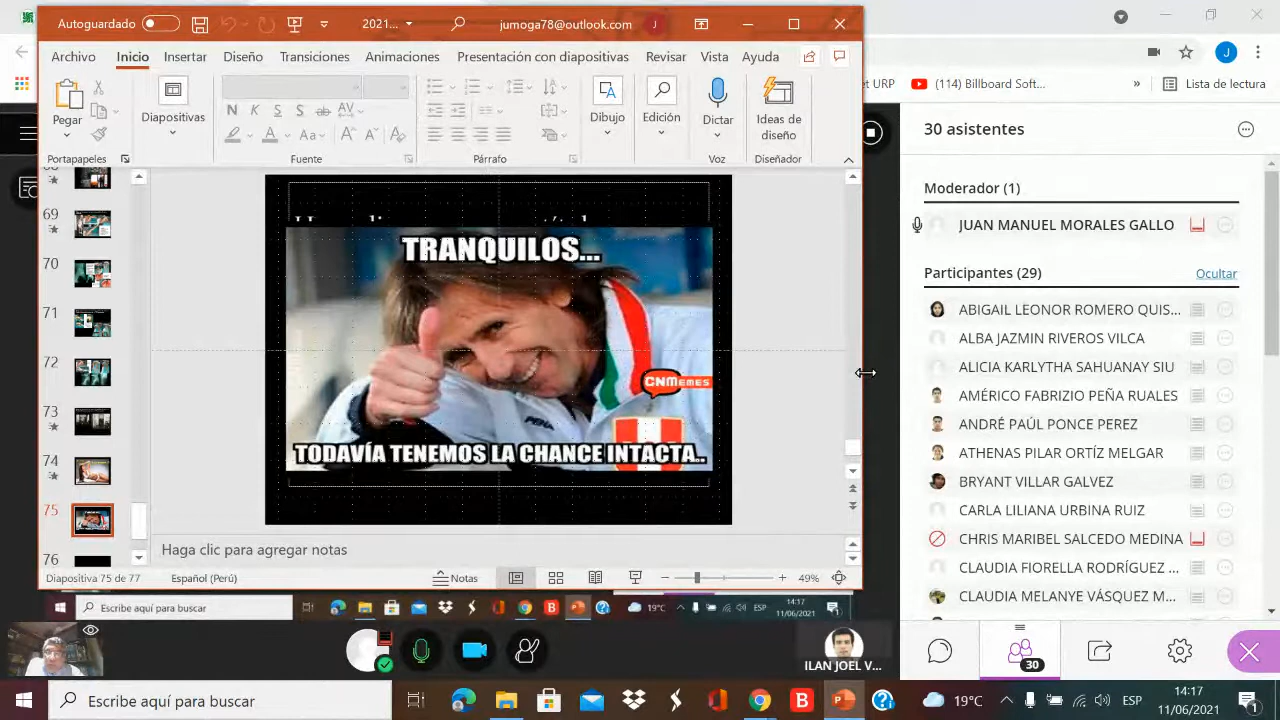 Autoguardado
2021...
jumoga78@outlook.com
J
Archivo Inicio Insertar Diseño Transiciones Animaciones Presentación con diapositivas Revisar Vista Ayuda
Pegar
Diapositivas
N K S ab AV
A Aa A A
Dibujo
Edición
Dictar
Ideas de
diseño
Portapapeles Fuente Párrafo Voz Diseñador
69
70
71
72
73
74
75
76
TRANQUILOS...
CNMEMES
TODAVÍA TENEMOS LA CHANCE INTACTA..
Haga clic para agregar notas
Diapositiva 75 de 77 Español (Perú) Notas 49%
Escribe aquí para buscar 19°C ESP 14:17
11/06/2021
ILAN JOEL V...
J
et URP (1) Billboard Soft... Lista de lectura
30 asistentes
Moderador (1)
JUAN MANUEL MORALES GALLO
Participantes (29) Ocultar
ABIGAIL LEONOR ROMERO QUIS...
ALBA JAZMIN RIVEROS VILCA
ALICIA KARLYTHA SAHUANAY SIU
AMÉRICO FABRIZIO PEÑA RUALES
ANDRÉ PAÚL PONCE PEREZ
ATHENAS PILAR ORTÍZ MELGAR
BRYANT VILLAR GALVEZ
CARLA LILIANA URBINA RUIZ
CHRIS MARIBEL SALCEDO MEDINA
CLAUDIA FIORELLA RODRÍGUEZ ...
CLAUDIA MELANYE VÁSQUEZ M...
30
Escribe aquí para buscar 19°C ESP 14:17
11/06/2021